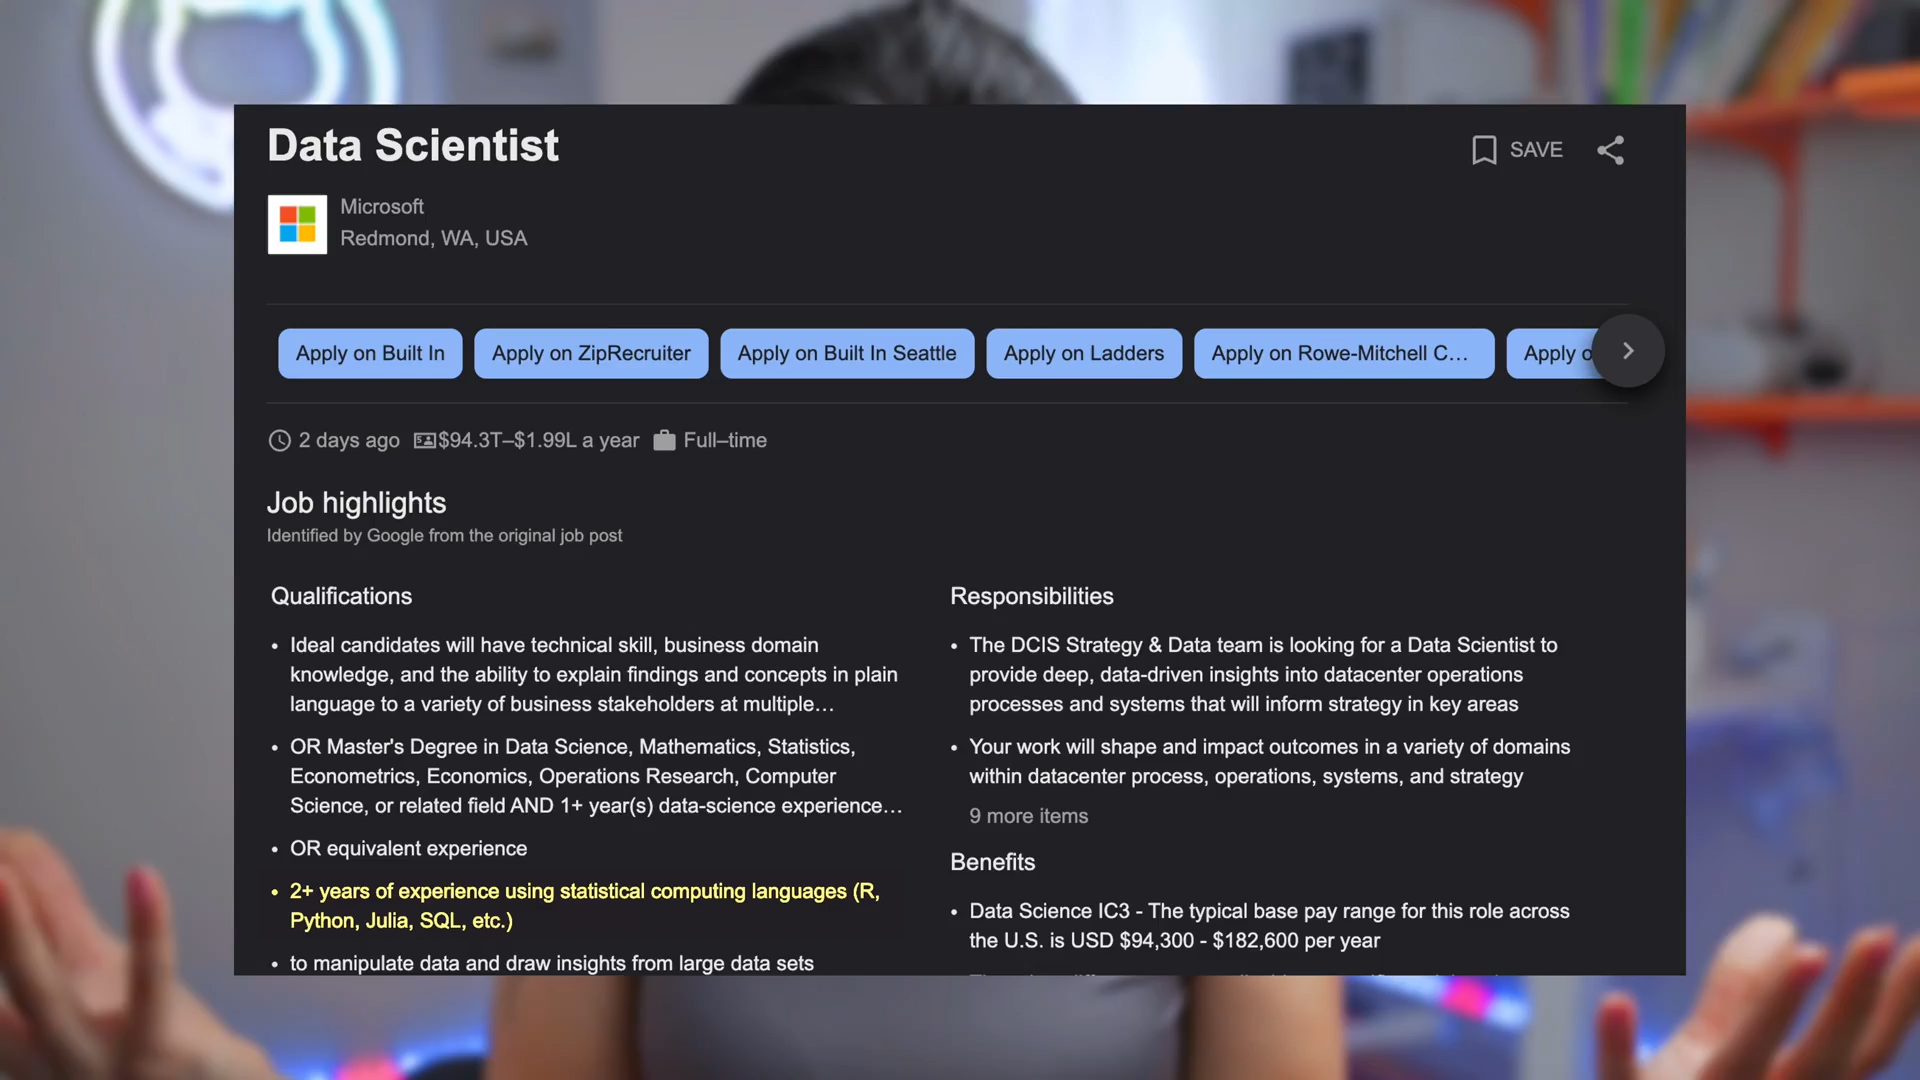 Data Scientist
SAVE
Microsoft
Redmond, WA, USA
Apply on Built In
Apply on ZipRecruiter
Apply on Built In Seattle
Apply on Ladders
Apply on Rowe-Mitchell C...
Apply o
2 days ago
$94.3T–$1.99L a year
Full–time
Job highlights
Identified by Google from the original job post
Qualifications
• Ideal candidates will have technical skill, business domain
knowledge, and the ability to explain findings and concepts in plain
language to a variety of business stakeholders at multiple...
• OR Master's Degree in Data Science, Mathematics, Statistics,
Econometrics, Economics, Operations Research, Computer
Science, or related field AND 1+ year(s) data-science experience...
• OR equivalent experience
• 2+ years of experience using statistical computing languages (R,
Python, Julia, SQL, etc.)
• to manipulate data and draw insights from large data sets
Responsibilities
• The DCIS Strategy & Data team is looking for a Data Scientist to
provide deep, data-driven insights into datacenter operations
processes and systems that will inform strategy in key areas
• Your work will shape and impact outcomes in a variety of domains
within datacenter process, operations, systems, and strategy
9 more items
Benefits
• Data Science IC3 - The typical base pay range for this role across
the U.S. is USD $94,300 - $182,600 per year